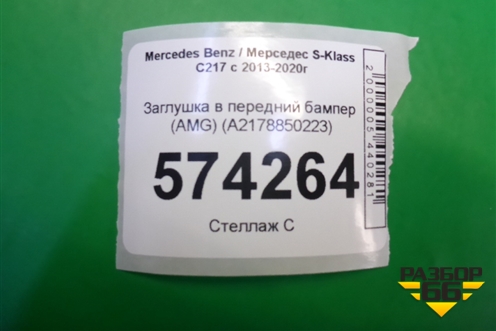 Mercedes Benz / Мерседес S-Klass
C217 с 2013-2020г
Заглушка в передний бампер
(AMG) (A2178850223)
574264
Стеллаж С
2000005440281
РАЗБОР
66